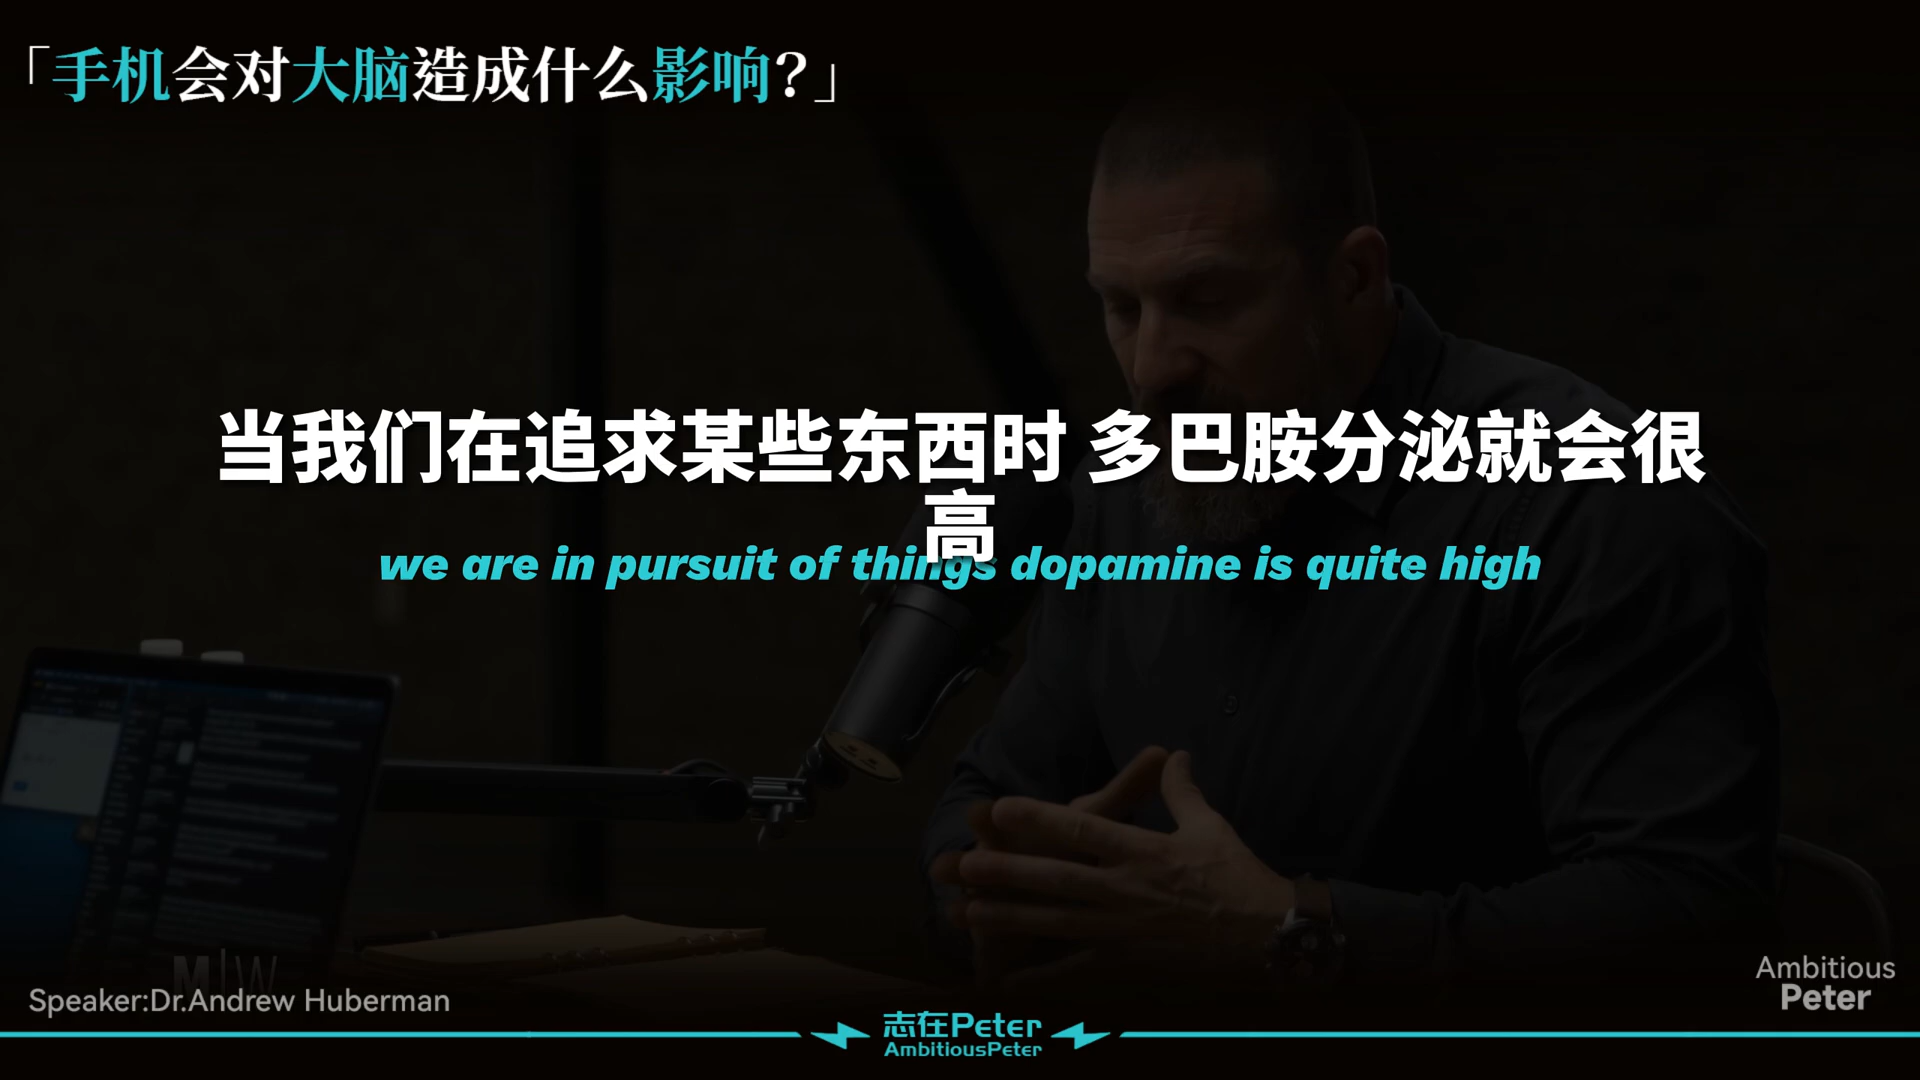 「手机会对大脑造成什么影响?」
当我们在追求某些东西时 多巴胺分泌就会很
高
we are in pursuit of things dopamine is quite high
M|W
Speaker:Dr.Andrew Huberman
Ambitious
Peter
志在Peter
AmbitiousPeter